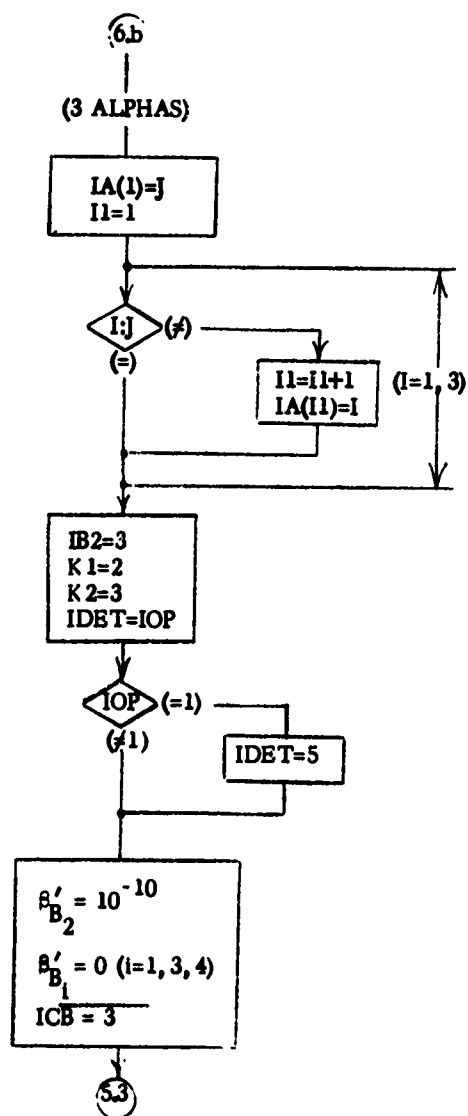 6.b
(3 ALPHAS)
IA(1)=J
I1=1
I:J (≠)
(=)
I1=I1+1
IA(I1)=I
(I=1, 3)
IB2=3
K1=2
K2=3
IDET=IOP
IOP (=1)
(≠1)
IDET=5
β′B2 = 10^-10
β′Bi = 0 (i=1, 3, 4)
ICB = 3
5.3